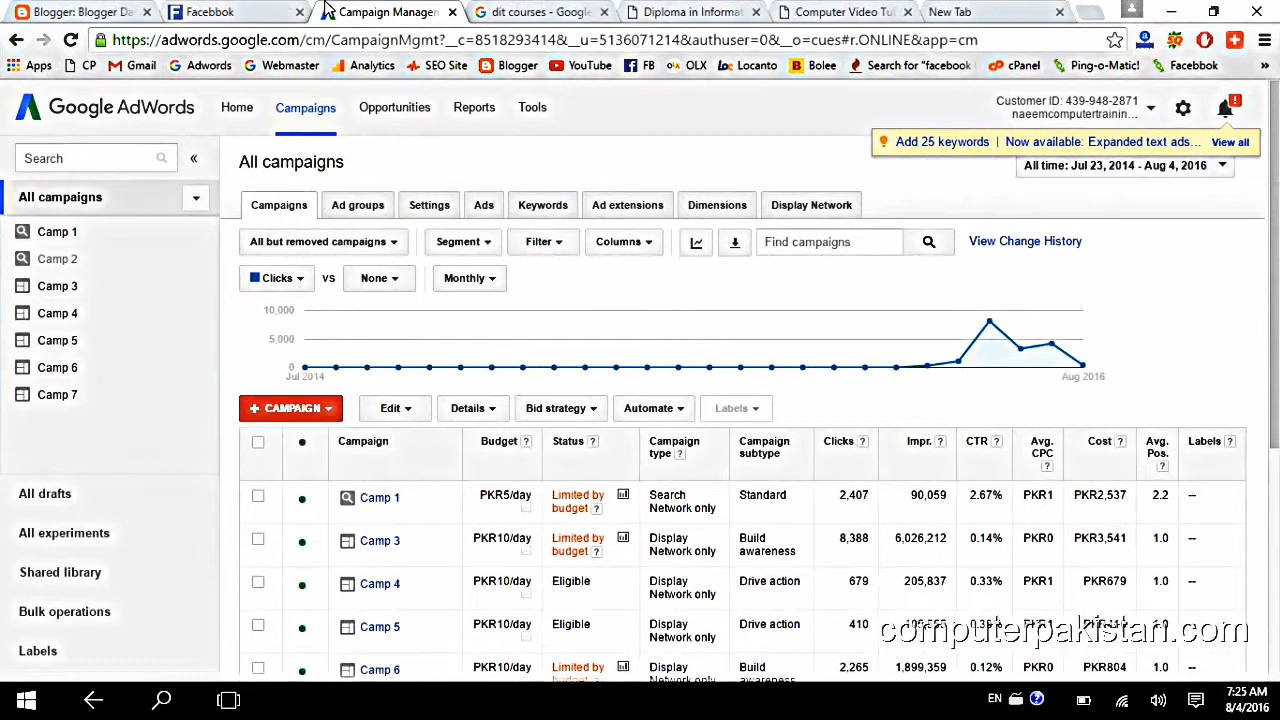 Blogger: Blogger Da
Facebbok
Campaign Managen
dit courses - Google
Diploma in Informat
Computer Video Tut
New Tab
https://adwords.google.com/cm/CampaignMgmt?__c=8518293414&__u=5136071214&authuser=0&__o=cues#r.ONLINE&app=cm
Apps CP Gmail Adwords Webmaster Analytics SEO Site Blogger YouTube FB OLX Locanto Bolee Search for "facebook cPanel Ping-o-Matic! Facebbok »
Google AdWords
Home Campaigns Opportunities Reports Tools
Customer ID: 439-948-2871
naeemcomputertrainin...
Add 25 keywords | Now available: Expanded text ads... View all
Search «
All campaigns
All time: Jul 23, 2014 - Aug 4, 2016
All campaigns
Camp 1
Camp 2
Camp 3
Camp 4
Camp 5
Camp 6
Camp 7
All drafts
All experiments
Shared library
Bulk operations
Labels
Campaigns Ad groups Settings Ads Keywords Ad extensions Dimensions Display Network
All but removed campaigns Segment Filter Columns Find campaigns View Change History
Clicks VS None Monthly
10,000
5,000
0
Jul 2014 Aug 2016
+ CAMPAIGN Edit Details Bid strategy Automate Labels
Campaign Budget ? Status ? Campaign type ? Campaign subtype Clicks ? Impr. ? CTR ? Avg. CPC ? Cost ? Avg. Pos. ? Labels ?
Camp 1 PKR5/day Limited by budget ? Search Network only Standard 2,407 90,059 2.67% PKR1 PKR2,537 2.2 --
Camp 3 PKR10/day Limited by budget ? Display Network only Build awareness 8,388 6,026,212 0.14% PKR0 PKR3,541 1.0 --
Camp 4 PKR10/day Eligible Display Network only Drive action 679 205,837 0.33% PKR1 PKR679 1.0 --
Camp 5 PKR10/day Eligible Display Network only Drive action 410
computerpakistan.com
Camp 6 PKR10/day Limited by Display Network only Build awareness 2,265 1,899,359 0.12% PKR0 PKR804 1.0 --
EN
7:25 AM
8/4/2016